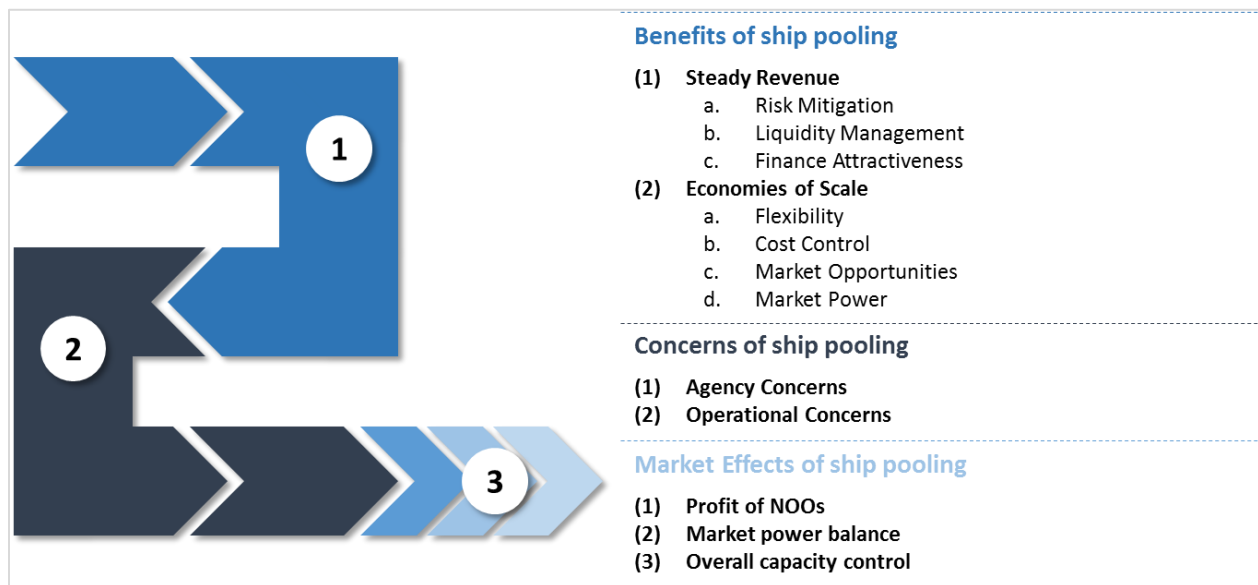 1
2
3
Benefits of ship pooling
(1) Steady Revenue
a. Risk Mitigation
b. Liquidity Management
c. Finance Attractiveness
(2) Economies of Scale
a. Flexibility
b. Cost Control
c. Market Opportunities
d. Market Power
Concerns of ship pooling
(1) Agency Concerns
(2) Operational Concerns
Market Effects of ship pooling
(1) Profit of NOOs
(2) Market power balance
(3) Overall capacity control